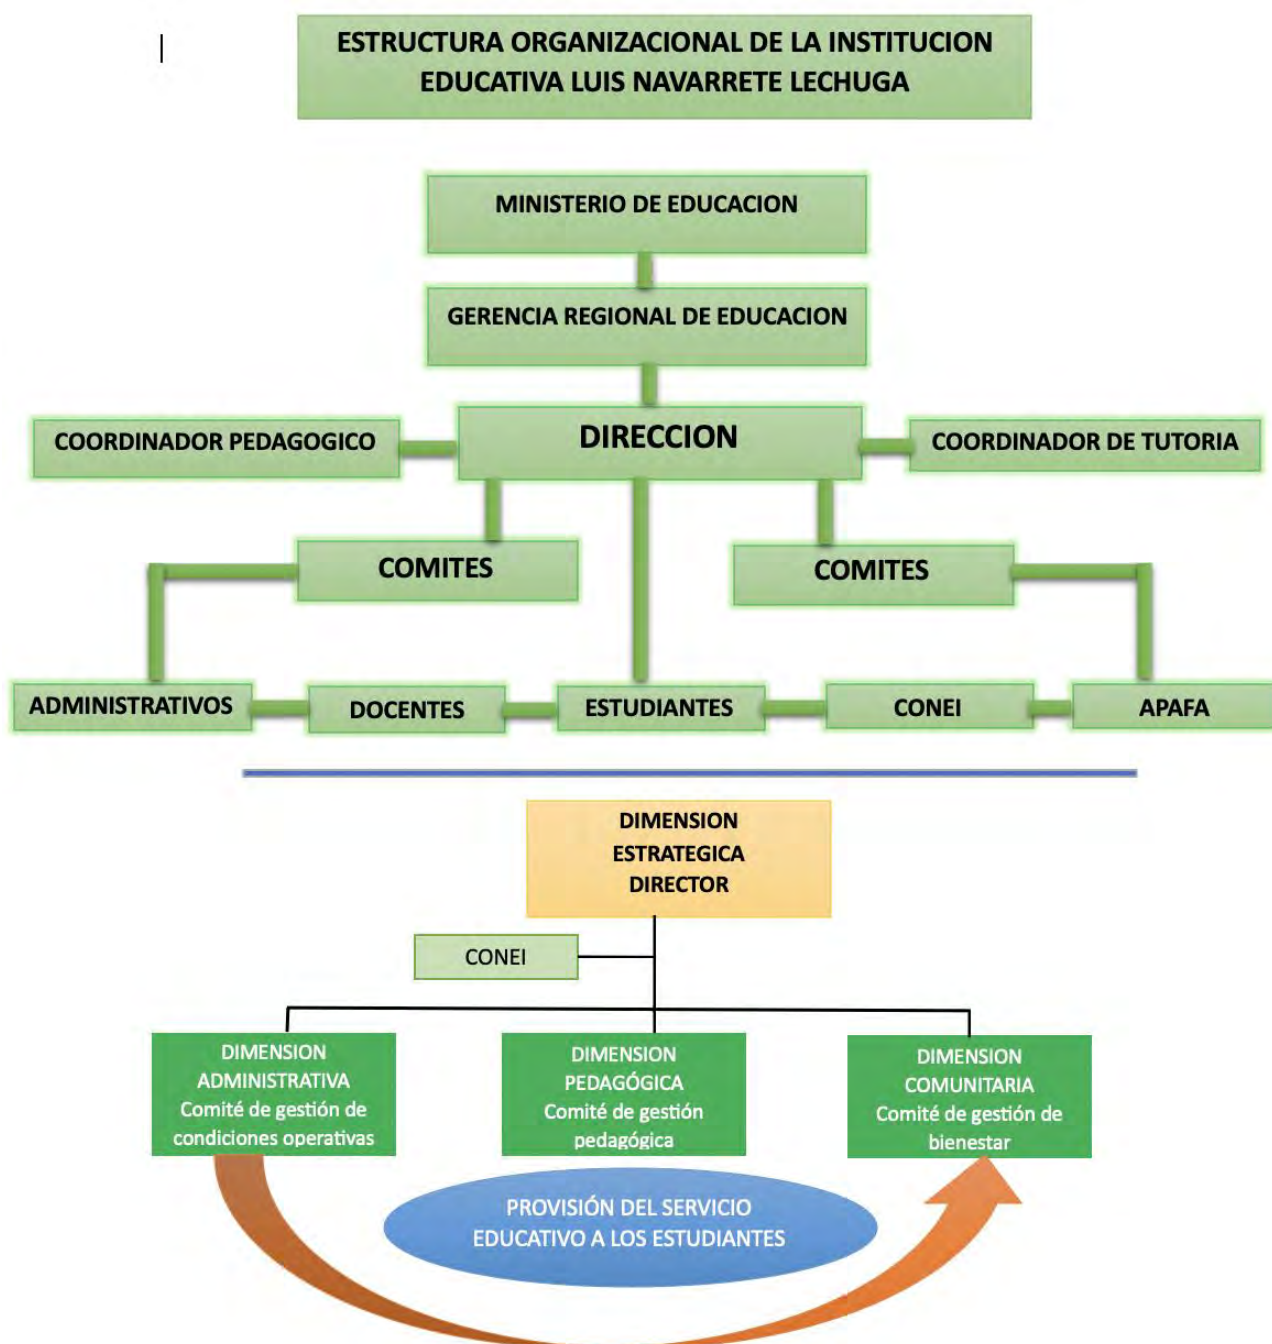 ESTRUCTURA ORGANIZACIONAL DE LA INSTITUCION
EDUCATIVA LUIS NAVARRETE LECHUGA
MINISTERIO DE EDUCACION
GERENCIA REGIONAL DE EDUCACION
COORDINADOR PEDAGOGICO
DIRECCION
COORDINADOR DE TUTORIA
COMITES
COMITES
ADMINISTRATIVOS
DOCENTES
ESTUDIANTES
CONEI
APAFA
DIMENSION
ESTRATEGICA
DIRECTOR
CONEI
DIMENSION
ADMINISTRATIVA
Comité de gestión de
condiciones operativas
DIMENSION
PEDAGÓGICA
Comité de gestión
pedagógica
DIMENSION
COMUNITARIA
Comité de gestión de
bienestar
PROVISIÓN DEL SERVICIO
EDUCATIVO A LOS ESTUDIANTES